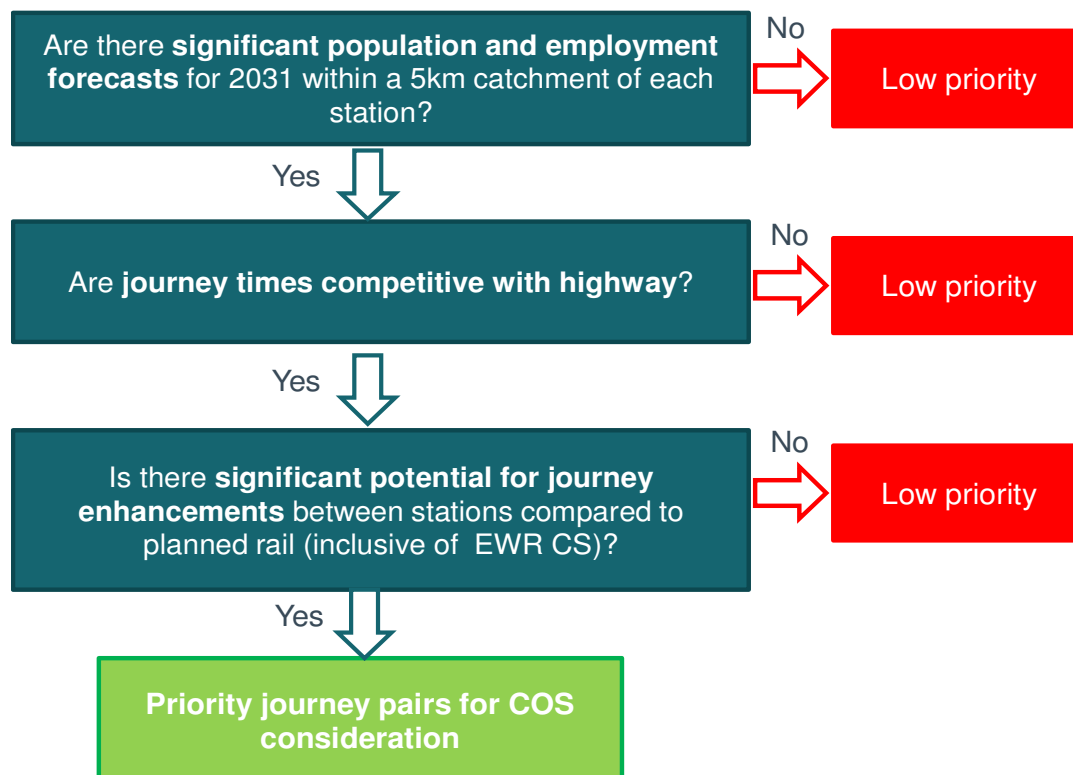 Are there significant population and employment
forecasts for 2031 within a 5km catchment of each
station?
No
Low priority
Yes
Are journey times competitive with highway?
No
Low priority
Yes
Is there significant potential for journey
enhancements between stations compared to
planned rail (inclusive of EWR CS)?
No
Low priority
Yes
Priority journey pairs for COS
consideration